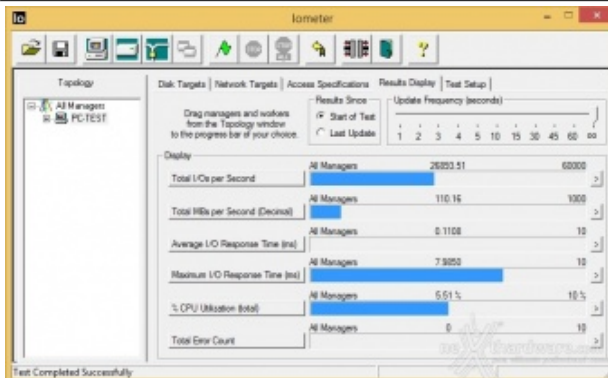 Iometer
Topology
All Managers
PC-TEST
Disk Targets
Network Targets
Access Specifications
Results Display
Test Setup
Drag managers and workers
from the Topology window
to the progress bar of your choice.
Results Since
Start of Test
Last Update
Update Frequency (seconds)
1 2 3 4 5 10 15 30 45 60 ∞
Display
All Managers 26893.51 60000
Total I/Os per Second
All Managers 110.16 1000
Total MBs per Second (Decimal)
All Managers 0.1108 10
Average I/O Response Time (ms)
All Managers 7.9850 10
Maximum I/O Response Time (ms)
All Managers 5.51 % 10 %
% CPU Utilization (total)
All Managers 0 10
Total Error Count
Test Completed Successfully